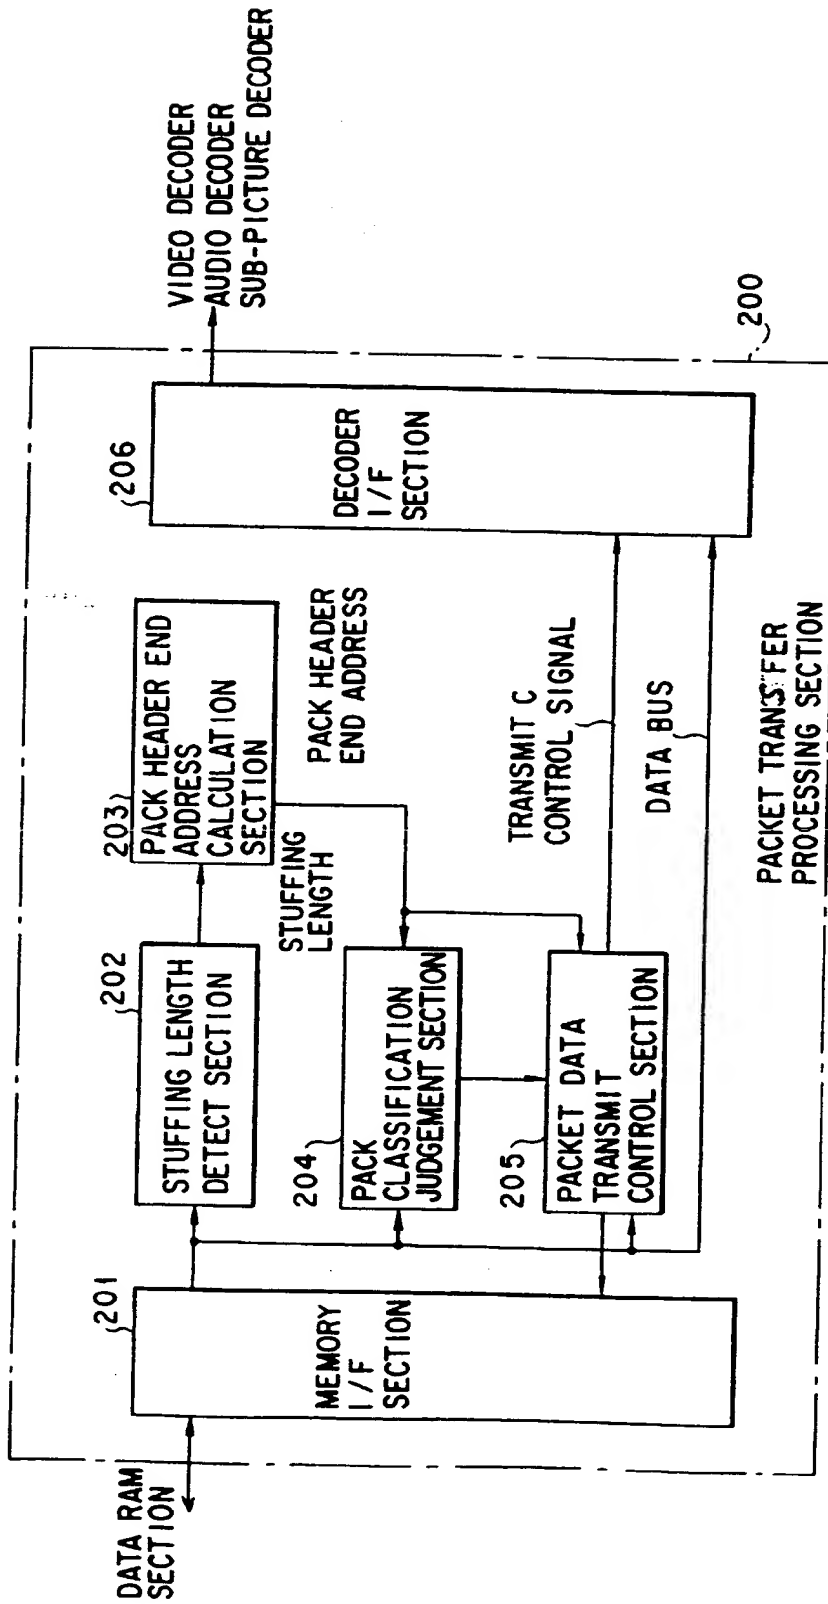 DATA RAM
SECTION
201
MEMORY
I/F
SECTION
202
STUFFING LENGTH
DETECT SECTION
203
PACK HEADER END
ADDRESS
CALCULATION
SECTION
STUFFING
LENGTH
PACK HEADER
END ADDRESS
204
PACK
CLASSIFICATION
JUDGEMENT SECTION
205
PACKET DATA
TRANSMIT
CONTROL SECTION
TRANSMIT C
CONTROL SIGNAL
DATA BUS
206
DECODER
I/F
SECTION
VIDEO DECODER
AUDIO DECODER
SUB-PICTURE DECODER
200
PACKET TRANSFER
PROCESSING SECTION